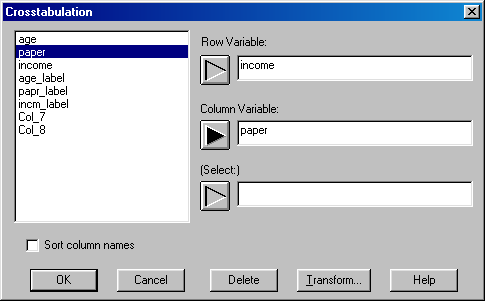 Crosstabulation
age
paper
income
age_label
papr_label
incm_label
Col_7
Col_8
Row Variable:
income
Column Variable:
paper
(Select:)
Sort column names
OK
Cancel
Delete
Transform...
Help